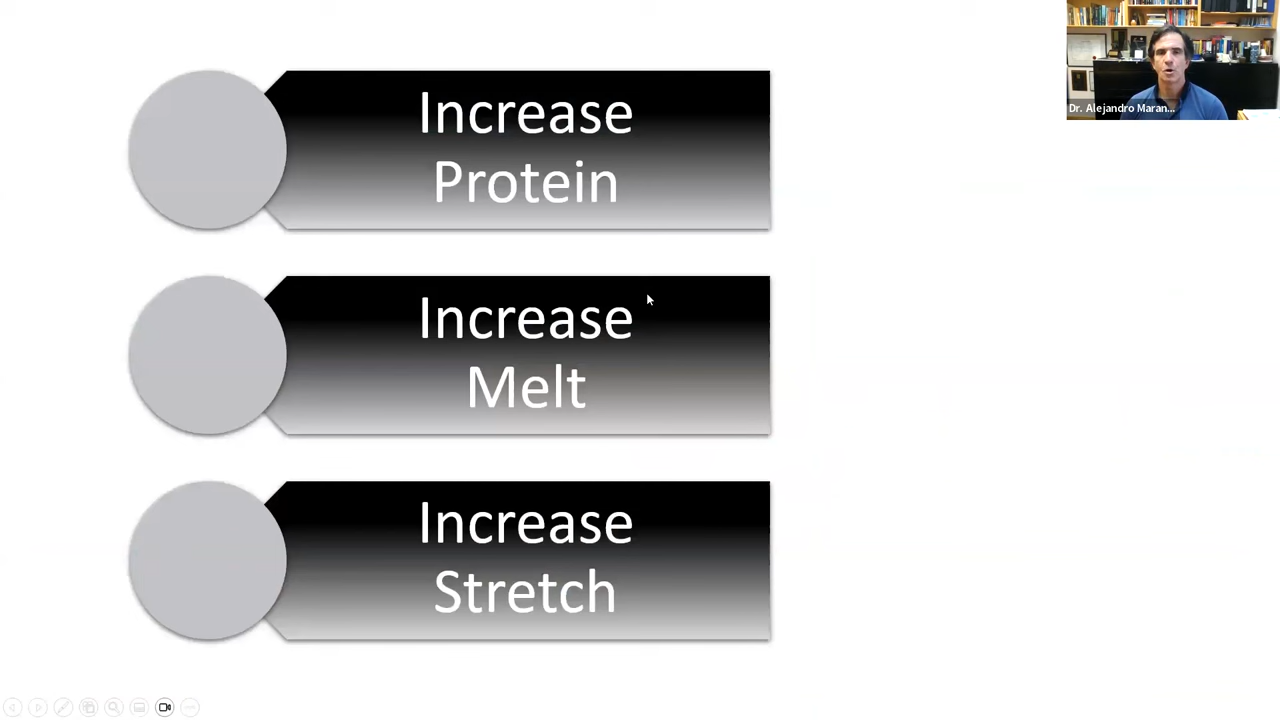 Increase
Protein
Increase
Melt
Increase
Stretch
Dr. Alejandro Maran...